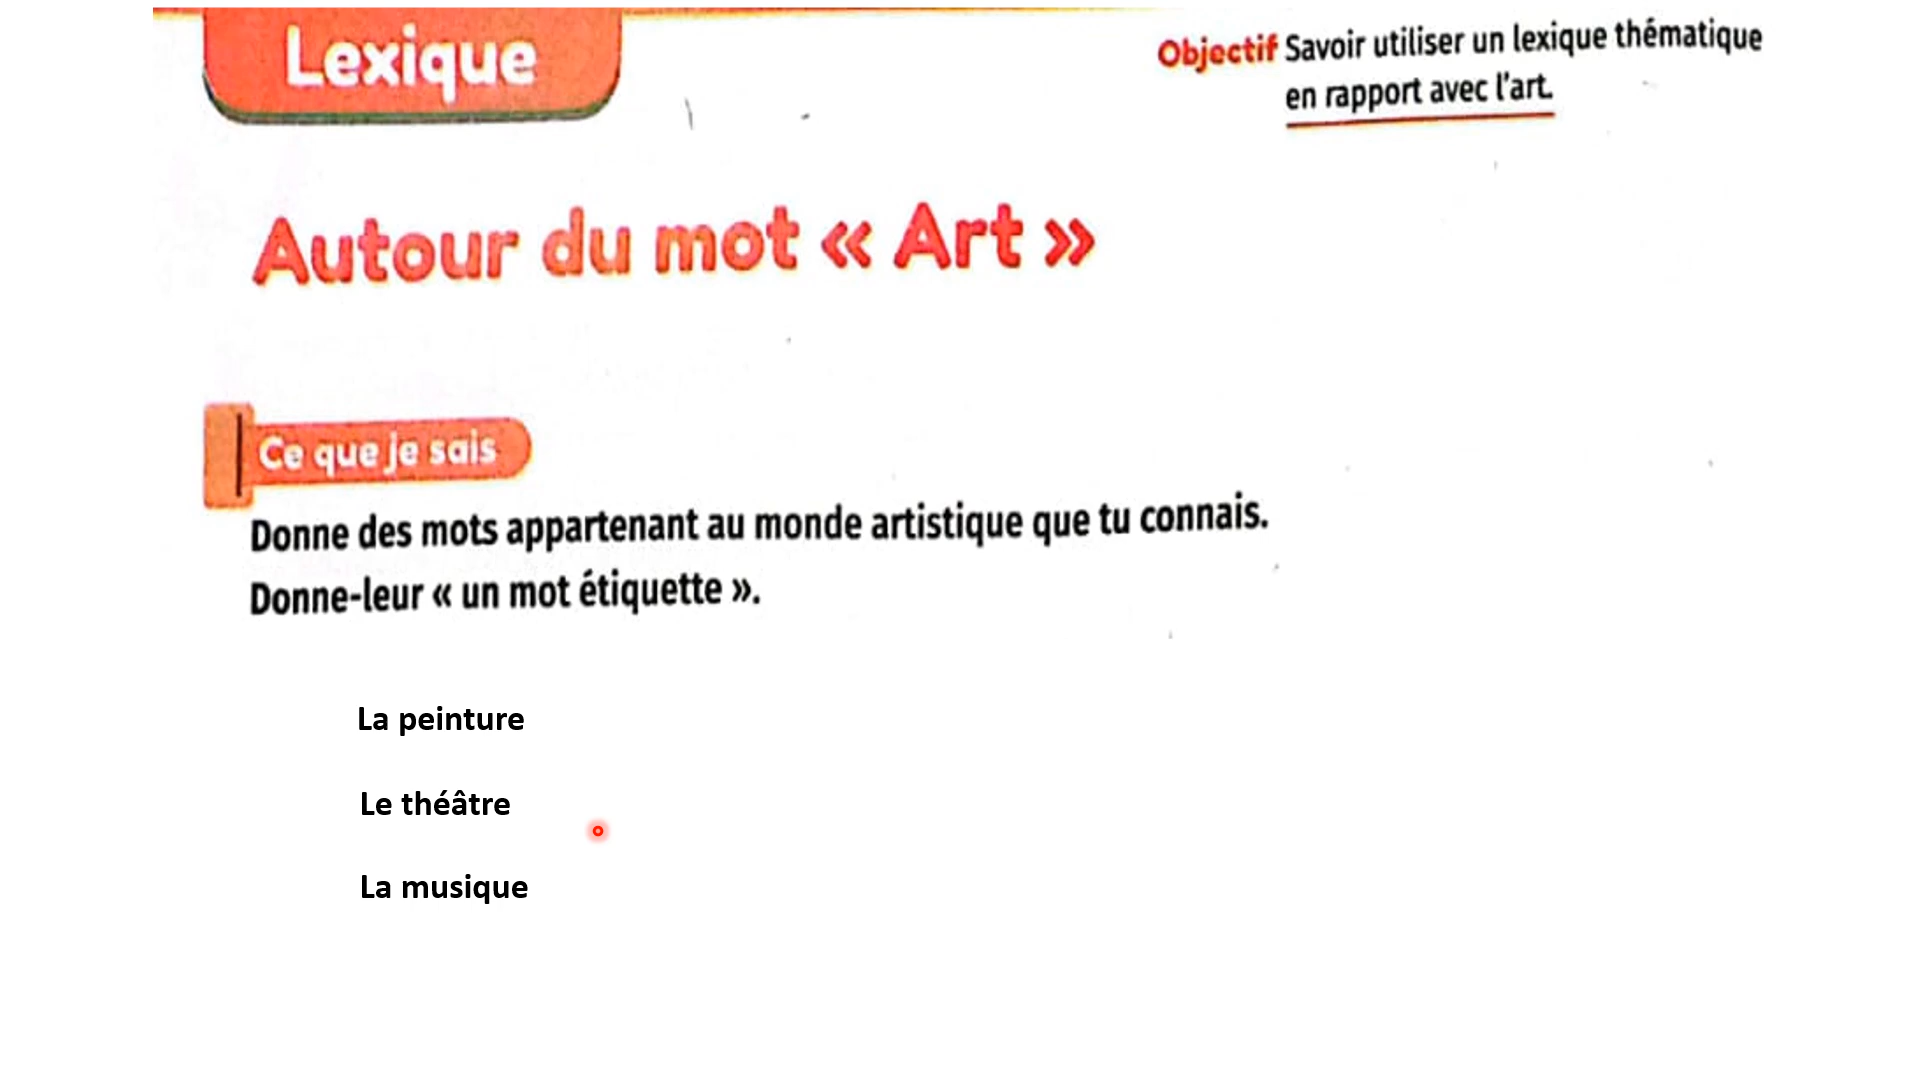 Lexique
Objectif Savoir utiliser un lexique thématique
en rapport avec l'art.
Autour du mot « Art »
Ce que je sais
Donne des mots appartenant au monde artistique que tu connais.
Donne-leur « un mot étiquette ».
La peinture
Le théâtre
La musique